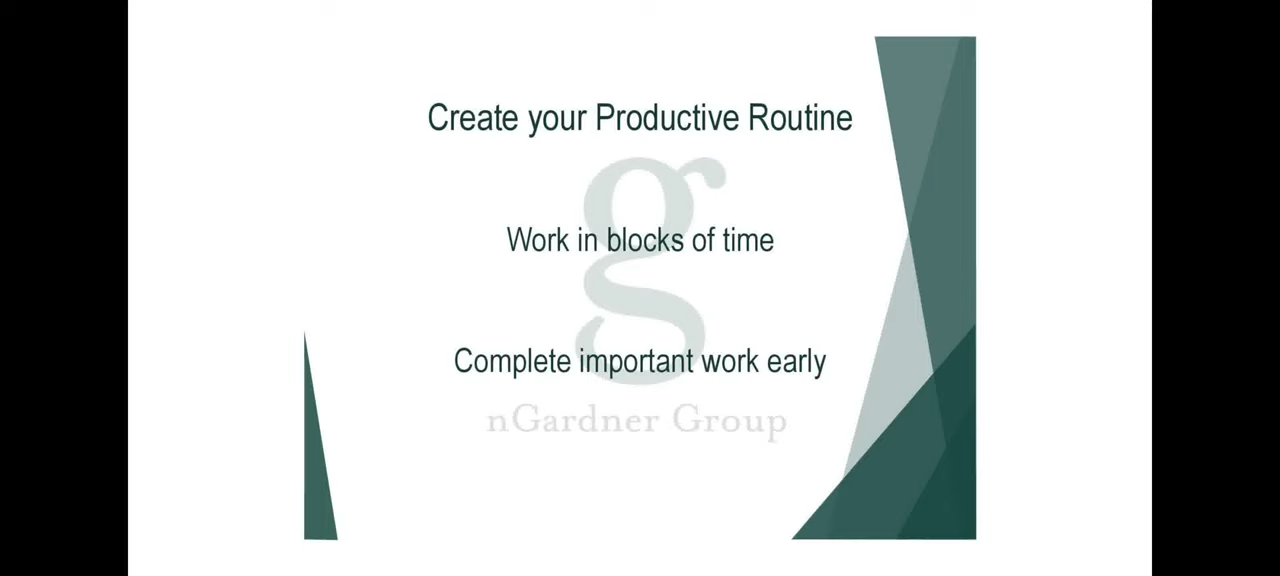 Create your Productive Routine
Work in blocks of time
Complete important work early
g
nGardner Group